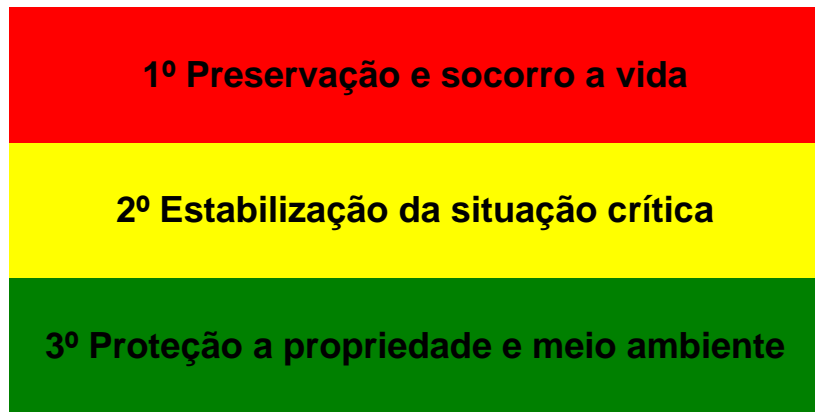 1º Preservação e socorro a vida
2º Estabilização da situação crítica
3º Proteção a propriedade e meio ambiente